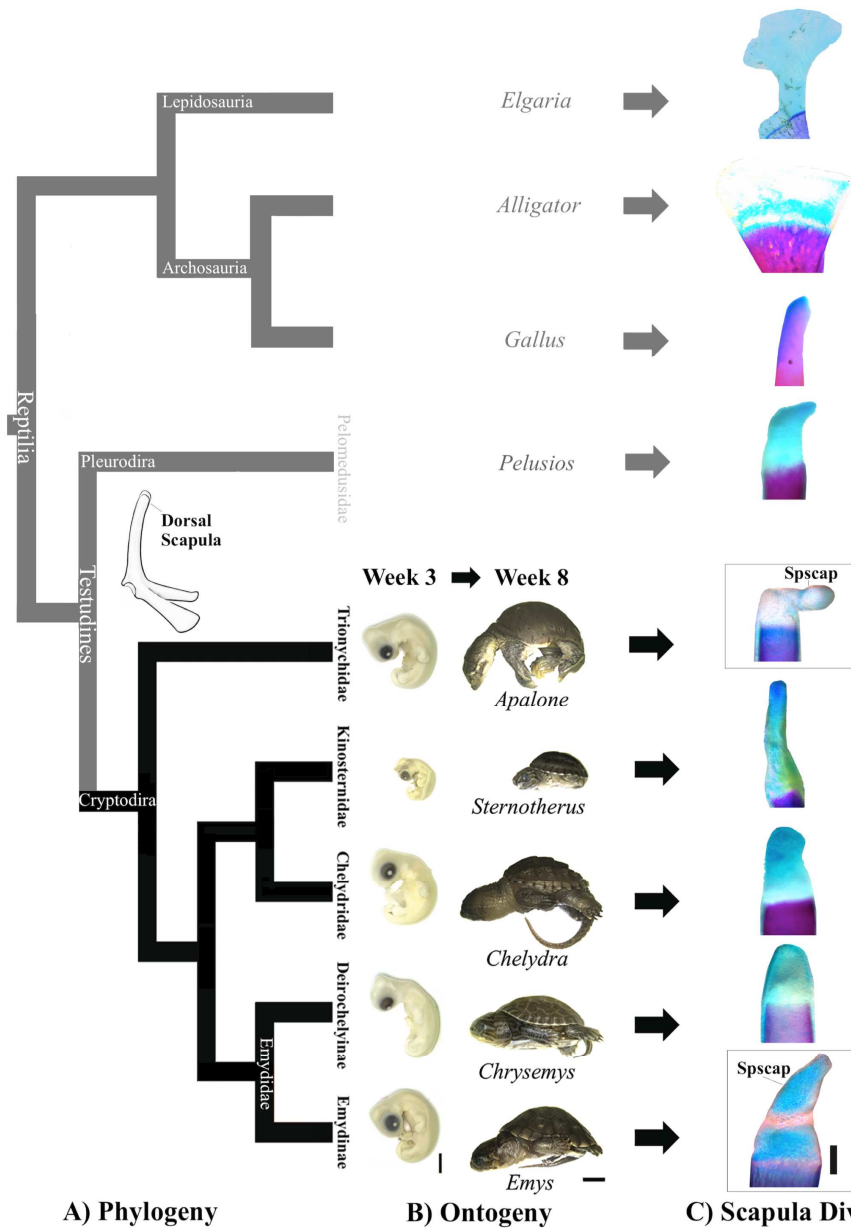 Lepidosauria
Elgaria
Alligator
Archosauria
Gallus
Reptilia
Pelomedusidae
Pleurodira
Pelusios
Dorsal
Scapula
Testudines
Week 3
Week 8
Spscap
Trionychidae
Apalone
Kinosternidae
Cryptodira
Sternotherus
Chelydridae
Chelydra
Deirochelyinae
Chrysemys
Emydidae
Spscap
Emydinae
Emys
A) Phylogeny
B) Ontogeny
C) Scapula Div